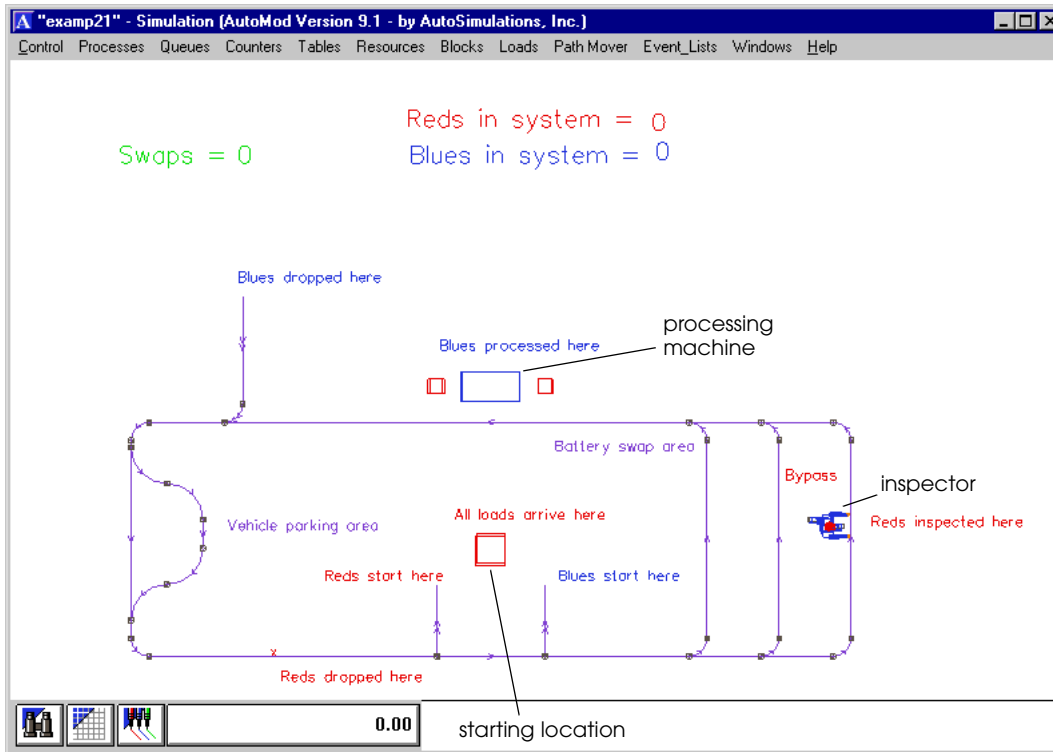 "examp21" - Simulation (AutoMod Version 9.1 - by AutoSimulations, Inc.)
Control Processes Queues Counters Tables Resources Blocks Loads Path Mover Event_Lists Windows Help
Reds in system = 0
Swaps = 0
Blues in system = 0
Blues dropped here
processing
machine
Blues processed here
Battery swap area
Bypass
inspector
All loads arrive here
Reds inspected here
Vehicle parking area
Reds start here
Blues start here
x
Reds dropped here
0.00
starting location